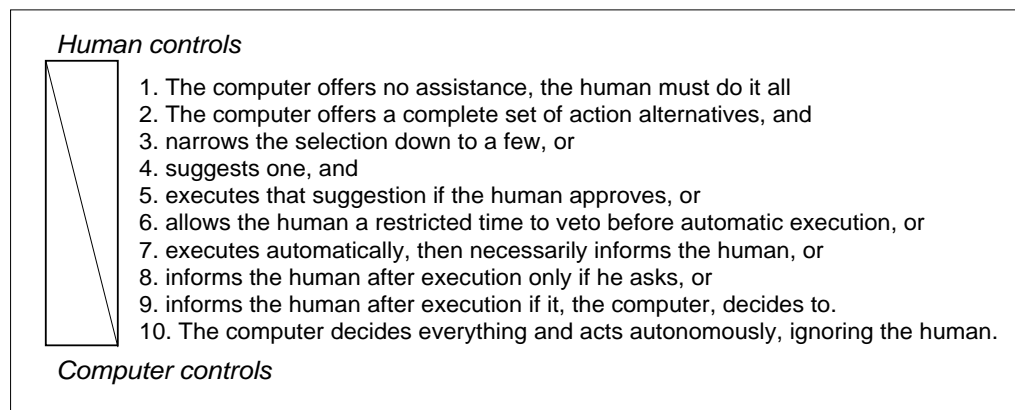 Human controls
1. The computer offers no assistance, the human must do it all
2. The computer offers a complete set of action alternatives, and
3. narrows the selection down to a few, or
4. suggests one, and
5. executes that suggestion if the human approves, or
6. allows the human a restricted time to veto before automatic execution, or
7. executes automatically, then necessarily informs the human, or
8. informs the human after execution only if he asks, or
9. informs the human after execution if it, the computer, decides to.
10. The computer decides everything and acts autonomously, ignoring the human.
Computer controls